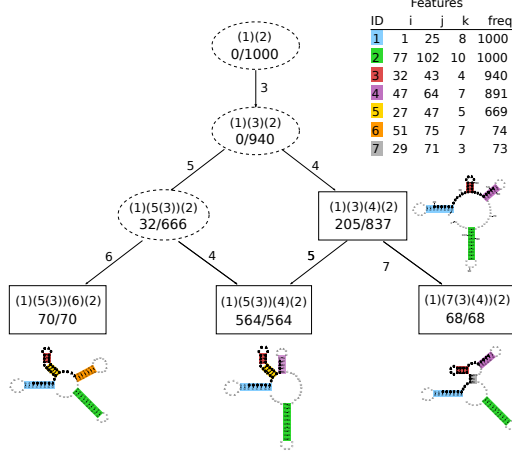 Features
ID i j k freq
1 1 25 8 1000
2 77 102 10 1000
3 32 43 4 940
4 47 64 7 891
5 27 47 5 669
6 51 75 7 74
7 29 71 3 73
(1)(2)
0/1000
3
(1)(3)(2)
0/940
5
4
(1)(5(3))(2)
32/666
(1)(3)(4)(2)
205/837
6
4
5
7
(1)(5(3))(6)(2)
70/70
(1)(5(3))(4)(2)
564/564
(1)(7(3)(4))(2)
68/68